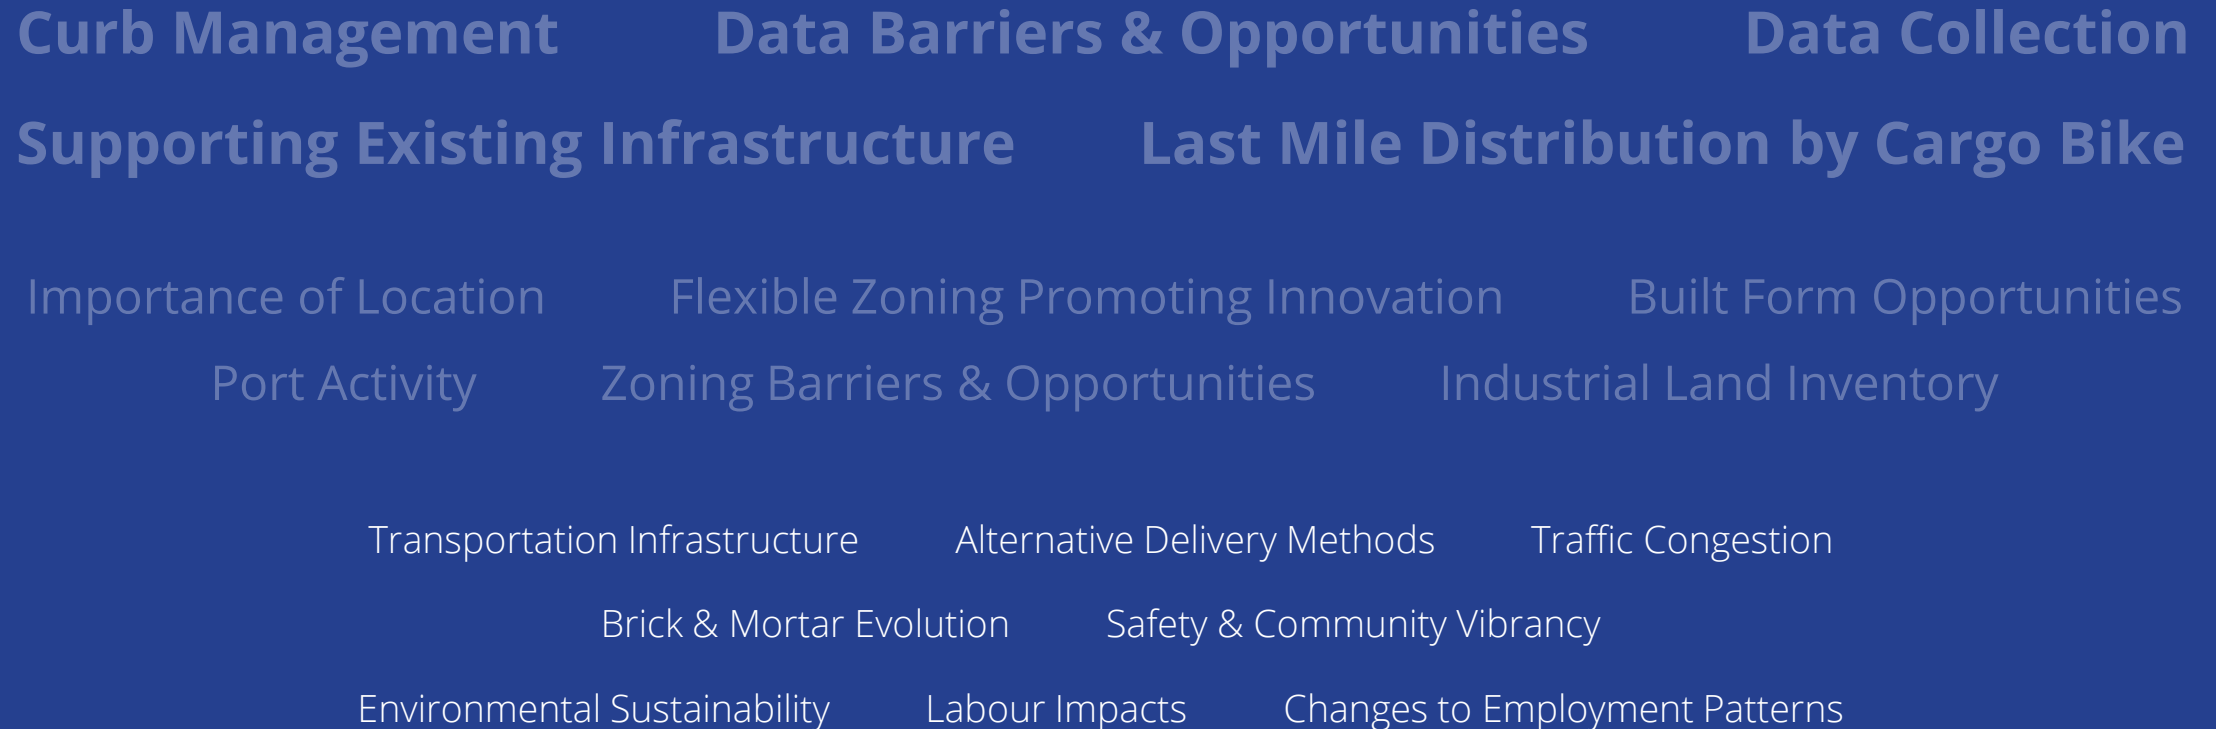 Curb Management Data Barriers & Opportunities Data Collection
Supporting Existing Infrastructure Last Mile Distribution by Cargo Bike
Importance of Location Flexible Zoning Promoting Innovation Built Form Opportunities
Port Activity Zoning Barriers & Opportunities Industrial Land Inventory
Transportation Infrastructure Alternative Delivery Methods Traffic Congestion
Brick & Mortar Evolution Safety & Community Vibrancy
Environmental Sustainability Labour Impacts Changes to Employment Patterns